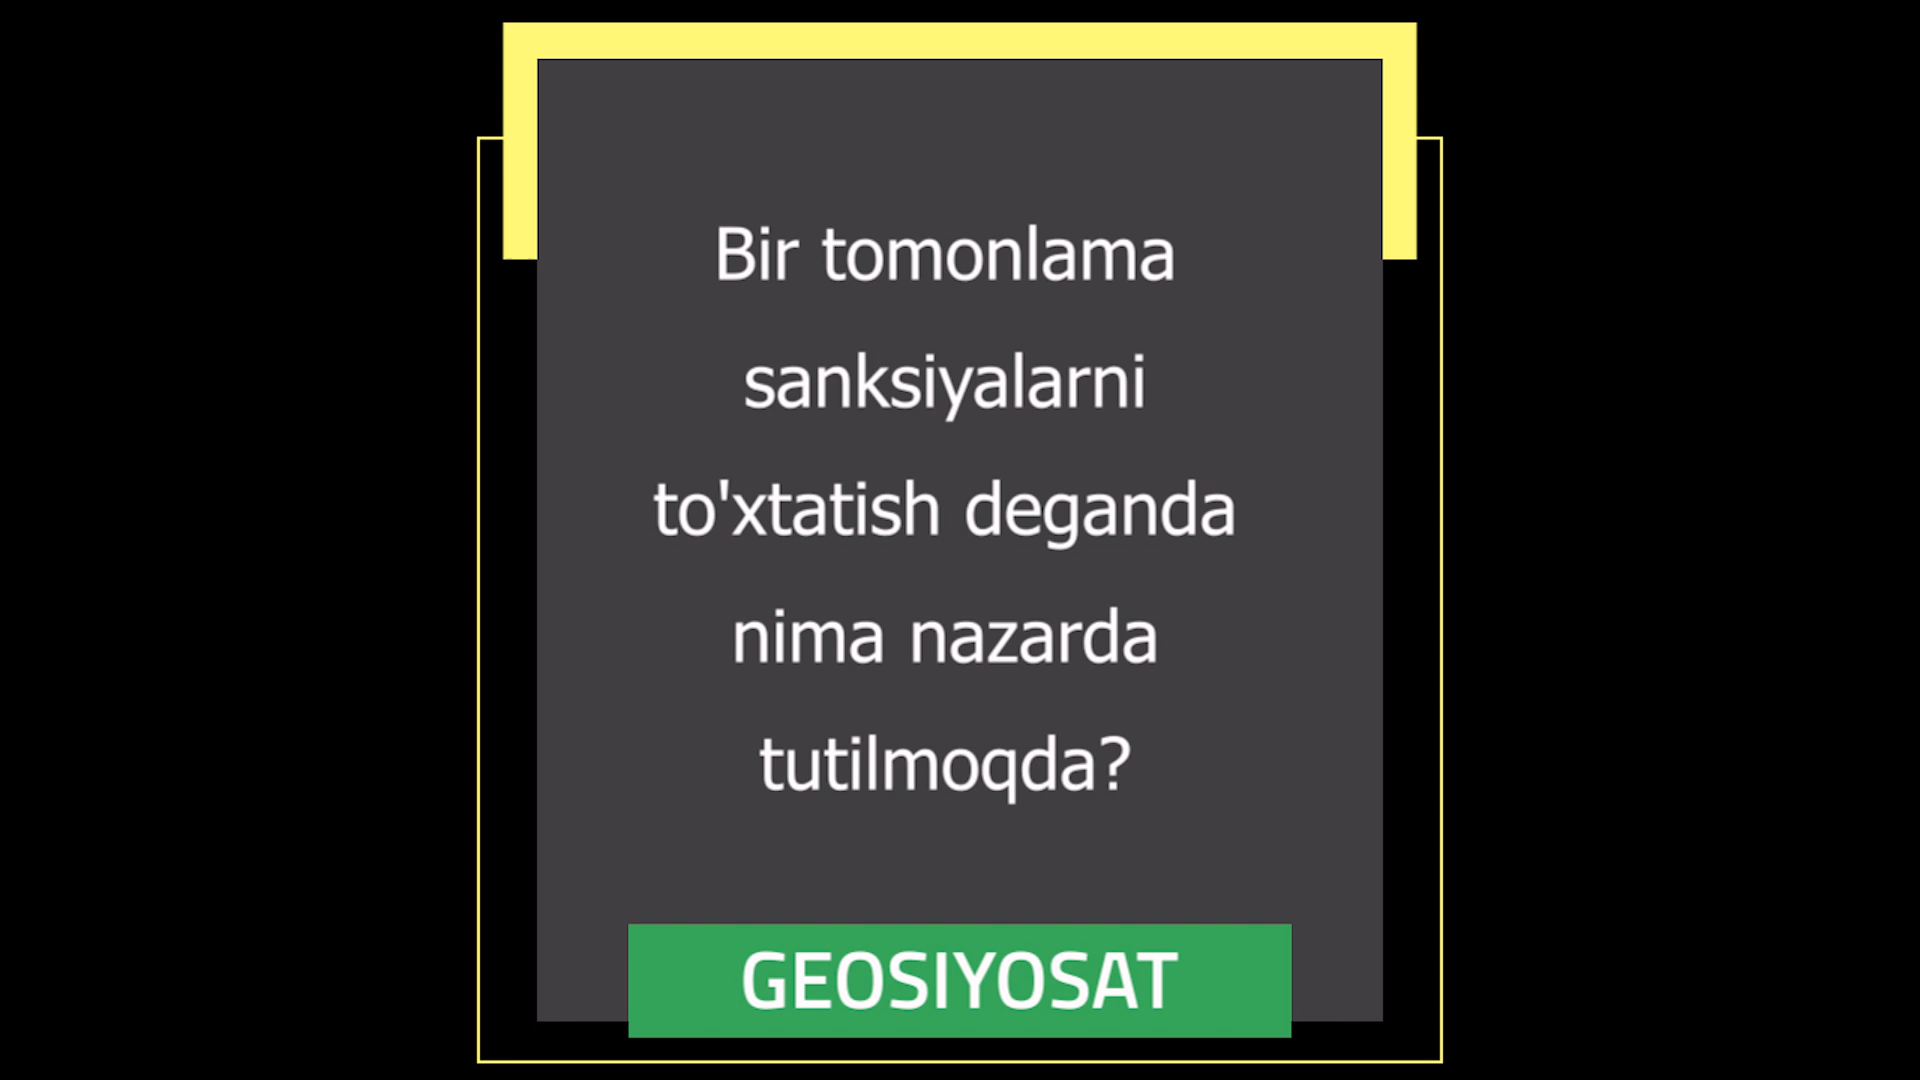 Bir tomonlama
sanksiyalarni
to'xtatish deganda
nima nazarda
tutilmoqda?
GEOSIYOSAT